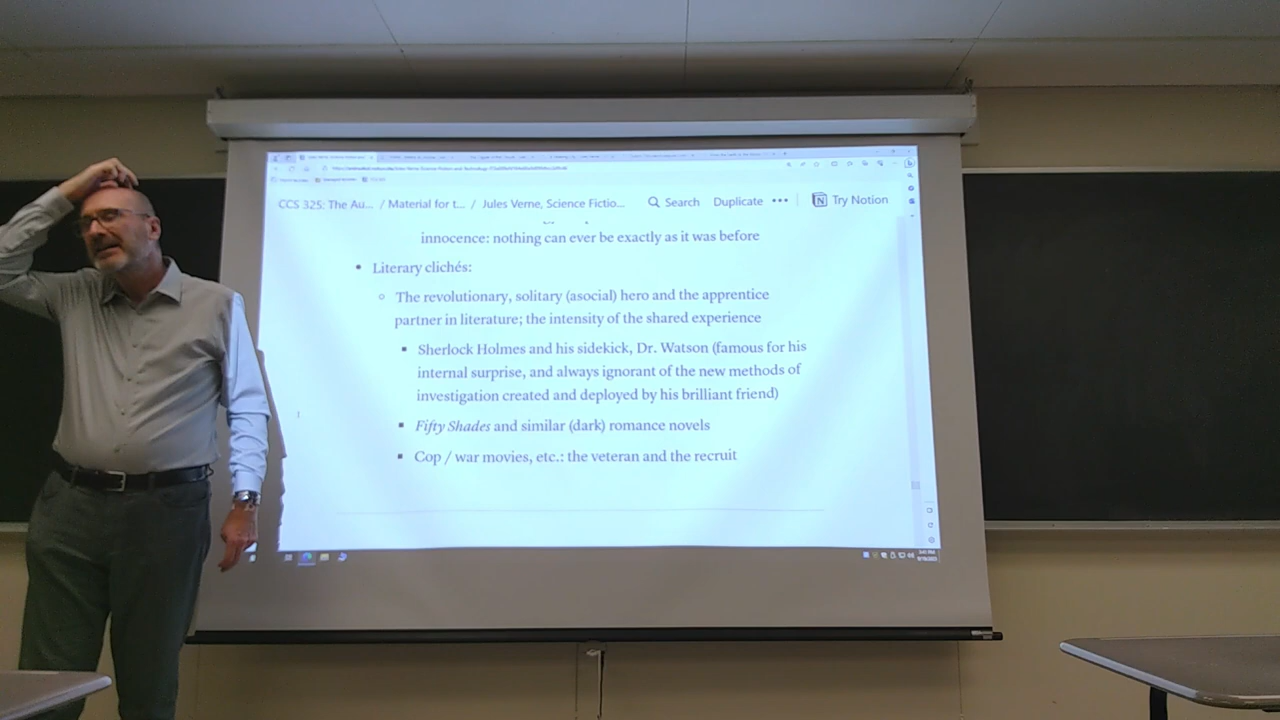 CCS 325: The Au... / Material for t... / Jules Verne, Science Fictio... Search Duplicate ••• Try Notion
innocence: nothing can ever be exactly as it was before
• Literary clichés:
○ The revolutionary, solitary (asocial) hero and the apprentice
partner in literature; the intensity of the shared experience
▪ Sherlock Holmes and his sidekick, Dr. Watson (famous for his
internal surprise, and always ignorant of the new methods of
investigation created and deployed by his brilliant friend)
▪ Fifty Shades and similar (dark) romance novels
▪ Cop / war movies, etc.: the veteran and the recruit